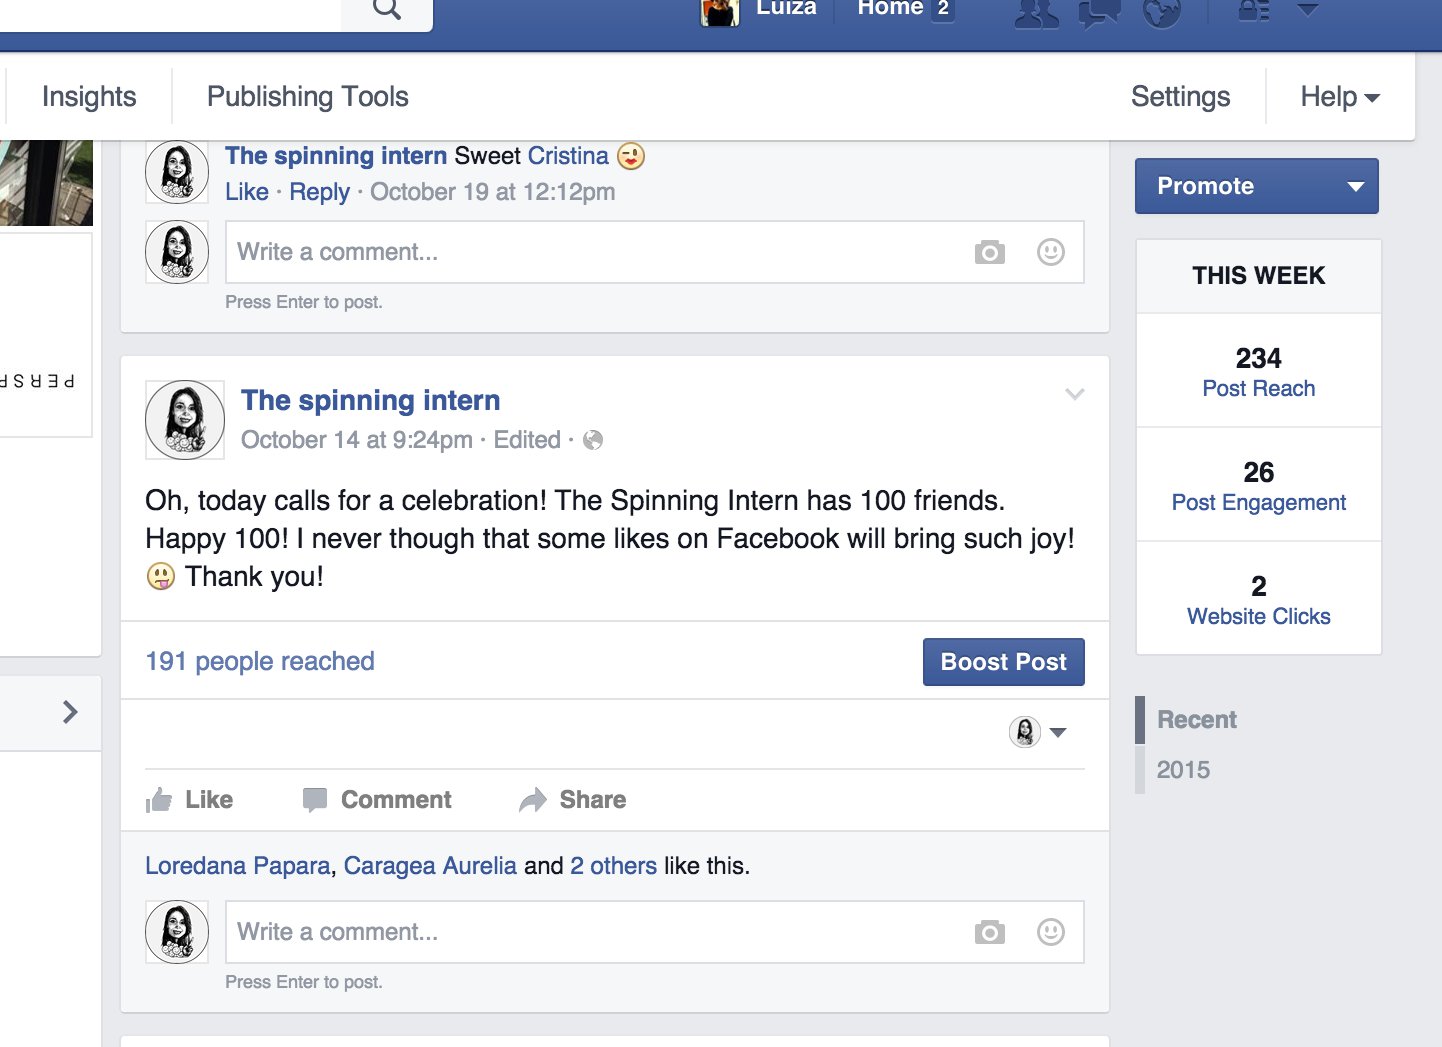 Luiza
Home 2
Insights
Publishing Tools
Settings
Help
The spinning intern Sweet Cristina
Like · Reply · October 19 at 12:12pm
Write a comment...
Press Enter to post.
PERSP
The spinning intern
October 14 at 9:24pm · Edited ·
Oh, today calls for a celebration! The Spinning Intern has 100 friends.
Happy 100! I never though that some likes on Facebook will bring such joy!
Thank you!
191 people reached
Boost Post
Like
Comment
Share
Loredana Papara, Caragea Aurelia and 2 others like this.
Write a comment...
Press Enter to post.
Promote
THIS WEEK
234
Post Reach
26
Post Engagement
2
Website Clicks
Recent
2015